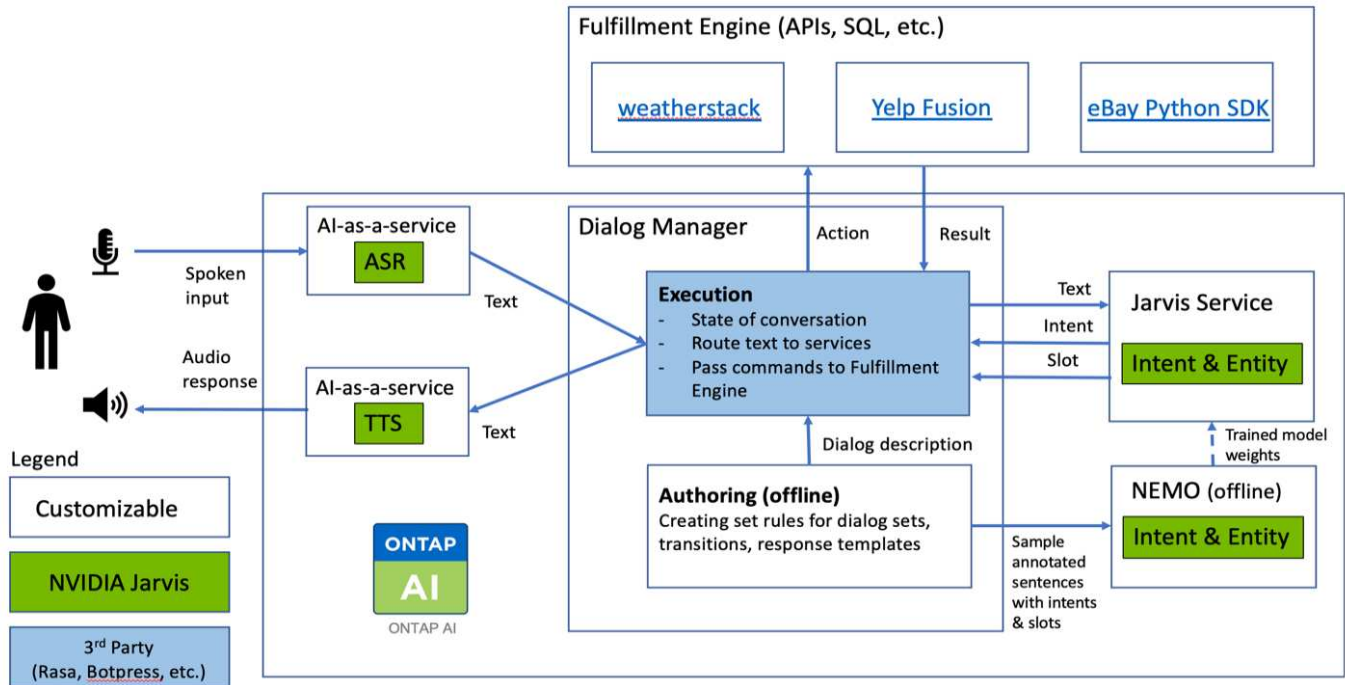 Fulfillment Engine (APIs, SQL, etc.)
weatherstack
Yelp Fusion
eBay Python SDK
AI-as-a-service
ASR
Spoken
input
Text
Audio
response
AI-as-a-service
TTS
Text
Dialog Manager
Action
Result
Execution
- State of conversation
- Route text to services
- Pass commands to Fulfillment
Engine
Text
Intent
Slot
Jarvis Service
Intent & Entity
Dialog description
Trained model
weights
Authoring (offline)
Creating set rules for dialog sets,
transitions, response templates
NEMO (offline)
Intent & Entity
Sample
annotated
sentences
with intents
& slots
Legend
Customizable
NVIDIA Jarvis
3rd Party
(Rasa, Botpress, etc.)
ONTAP
AI
ONTAP AI